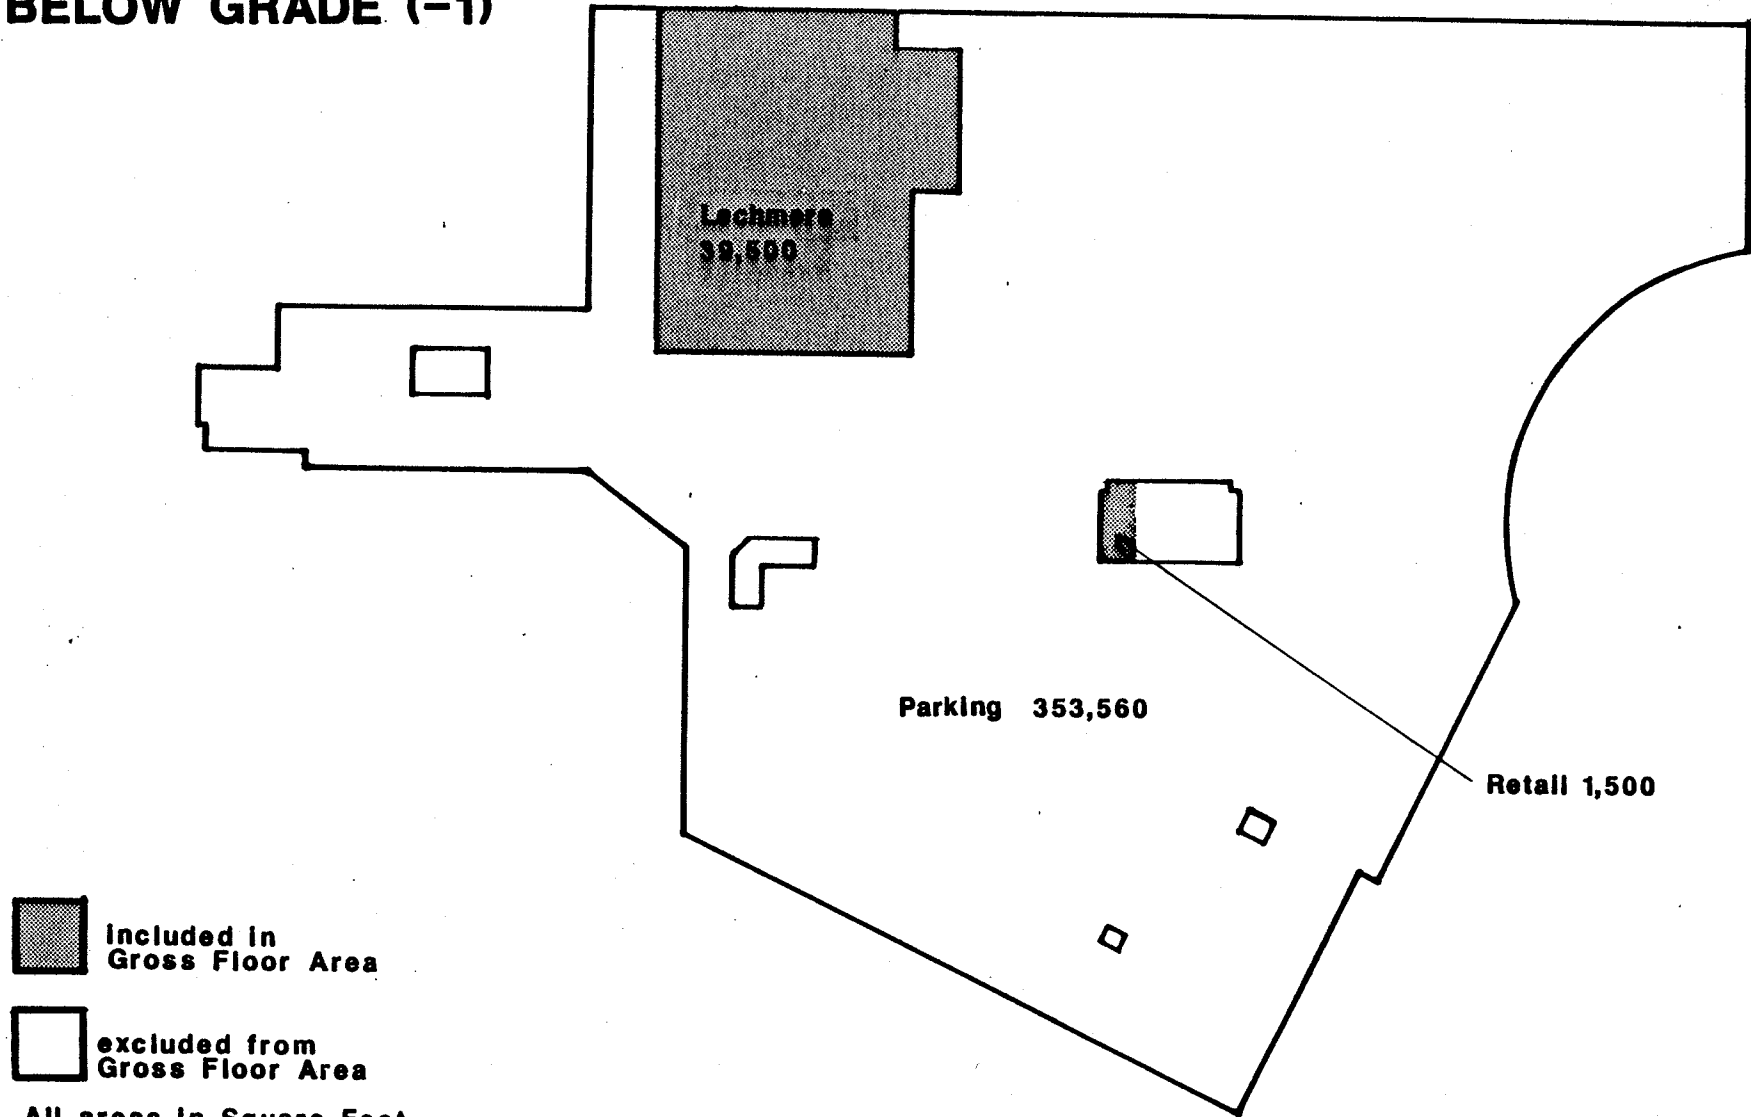 BELOW GRADE (-1)
Lechmere
39,500
Parking 353,560
Retail 1,500
included in
Gross Floor Area
excluded from
Gross Floor Area
All areas in Square Feet